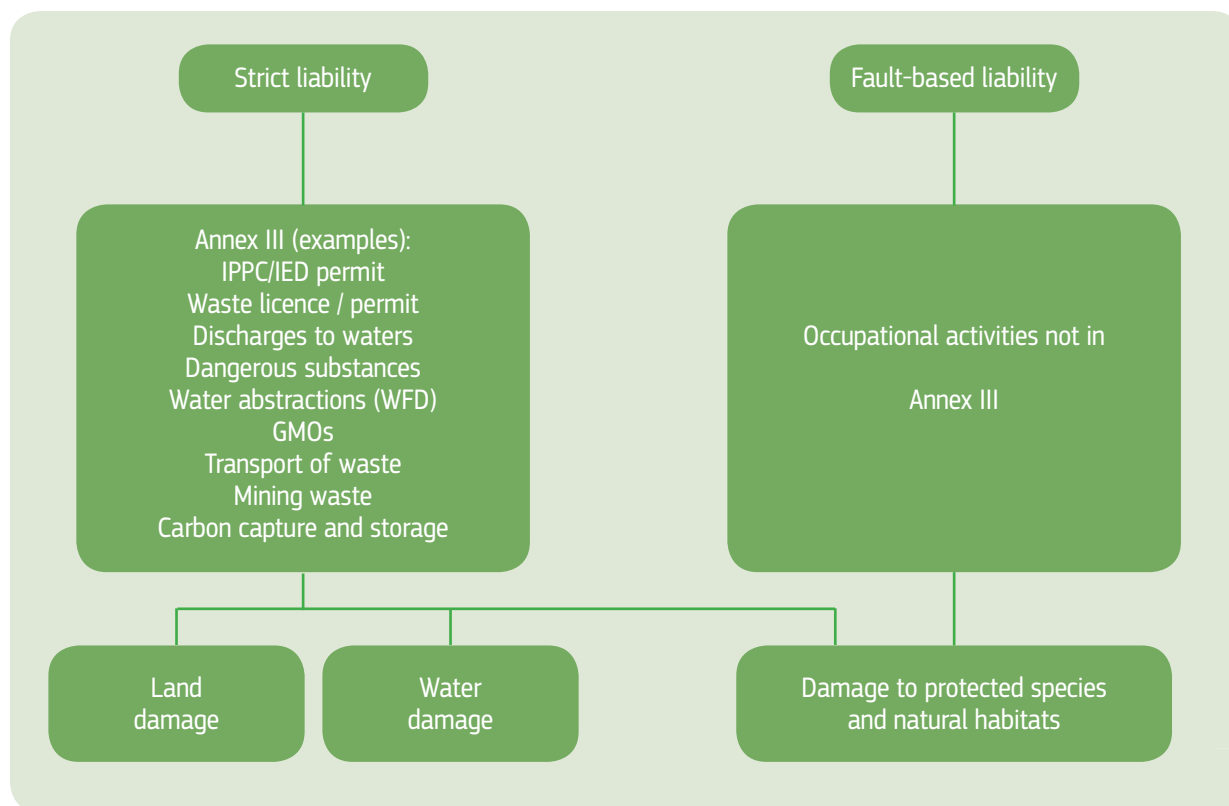 Strict liability
Fault-based liability
Annex III (examples):
IPPC/IED permit
Waste licence / permit
Discharges to waters
Dangerous substances
Water abstractions (WFD)
GMOs
Transport of waste
Mining waste
Carbon capture and storage
Occupational activities not in
Annex III
Land
damage
Water
damage
Damage to protected species
and natural habitats